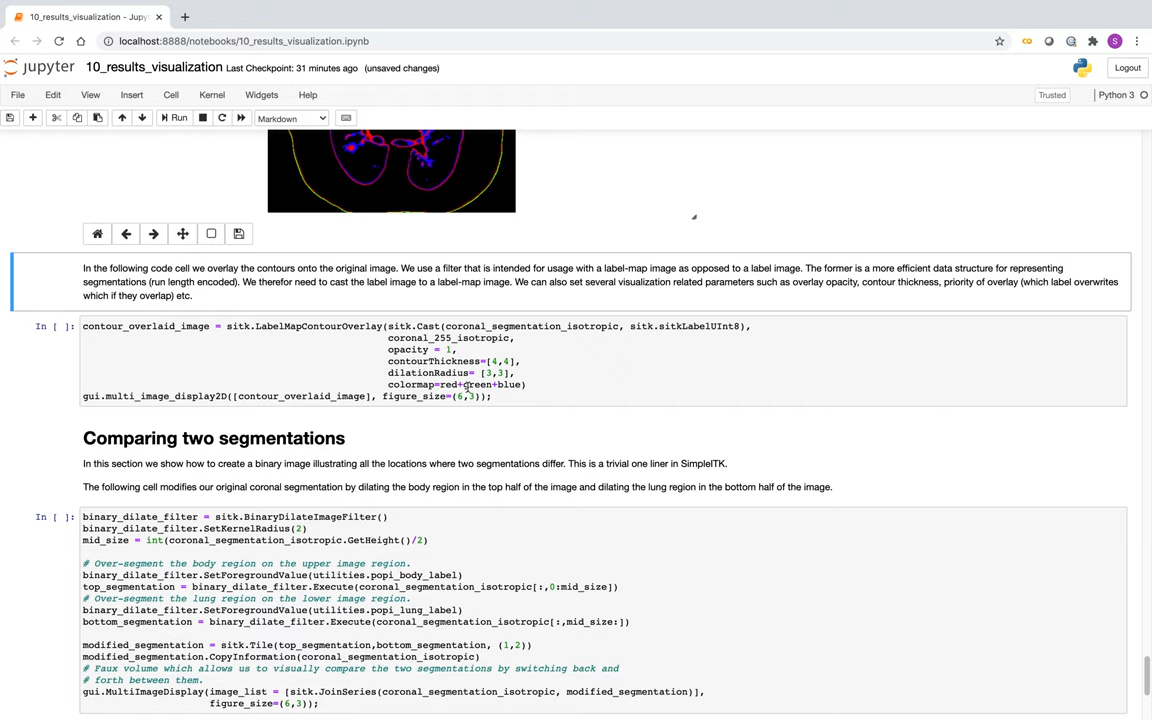 10_results_visualization - Jupy
localhost:8888/notebooks/10_results_visualization.ipynb
S
jupyter 10_results_visualization Last Checkpoint: 31 minutes ago (unsaved changes)
Logout
File Edit View Insert Cell Kernel Widgets Help
Trusted Python 3
Run Markdown
In the following code cell we overlay the contours onto the original image. We use a filter that is intended for usage with a label-map image as opposed to a label image. The former is a more efficient data structure for representing
segmentations (run length encoded). We therefor need to cast the label image to a label-map image. We can also set several visualization related parameters such as overlay opacity, contour thickness, priority of overlay (which label overwrites
which if they overlap) etc.
In [ ]: contour_overlaid_image = sitk.LabelMapContourOverlay(sitk.Cast(coronal_segmentation_isotropic, sitk.sitkLabelUInt8),
coronal_255_isotropic,
opacity = 1,
contourThickness=[4,4],
dilationRadius= [3,3],
colormap=red+green+blue)
gui.multi_image_display2D([contour_overlaid_image], figure_size=(6,3));
Comparing two segmentations
In this section we show how to create a binary image illustrating all the locations where two segmentations differ. This is a trivial one liner in SimpleITK.
The following cell modifies our original coronal segmentation by dilating the body region in the top half of the image and dilating the lung region in the bottom half of the image.
In [ ]: binary_dilate_filter = sitk.BinaryDilateImageFilter()
binary_dilate_filter.SetKernelRadius(2)
mid_size = int(coronal_segmentation_isotropic.GetHeight()/2)
# Over-segment the body region on the upper image region.
binary_dilate_filter.SetForegroundValue(utilities.popi_body_label)
top_segmentation = binary_dilate_filter.Execute(coronal_segmentation_isotropic[:,0:mid_size])
# Over-segment the lung region on the lower image region.
binary_dilate_filter.SetForegroundValue(utilities.popi_lung_label)
bottom_segmentation = binary_dilate_filter.Execute(coronal_segmentation_isotropic[:,mid_size:])
modified_segmentation = sitk.Tile(top_segmentation,bottom_segmentation, (1,2))
modified_segmentation.CopyInformation(coronal_segmentation_isotropic)
# Faux volume which allows us to visually compare the two segmentations by switching back and
# forth between them.
gui.MultiImageDisplay(image_list = [sitk.JoinSeries(coronal_segmentation_isotropic, modified_segmentation)],
figure_size=(6,3));